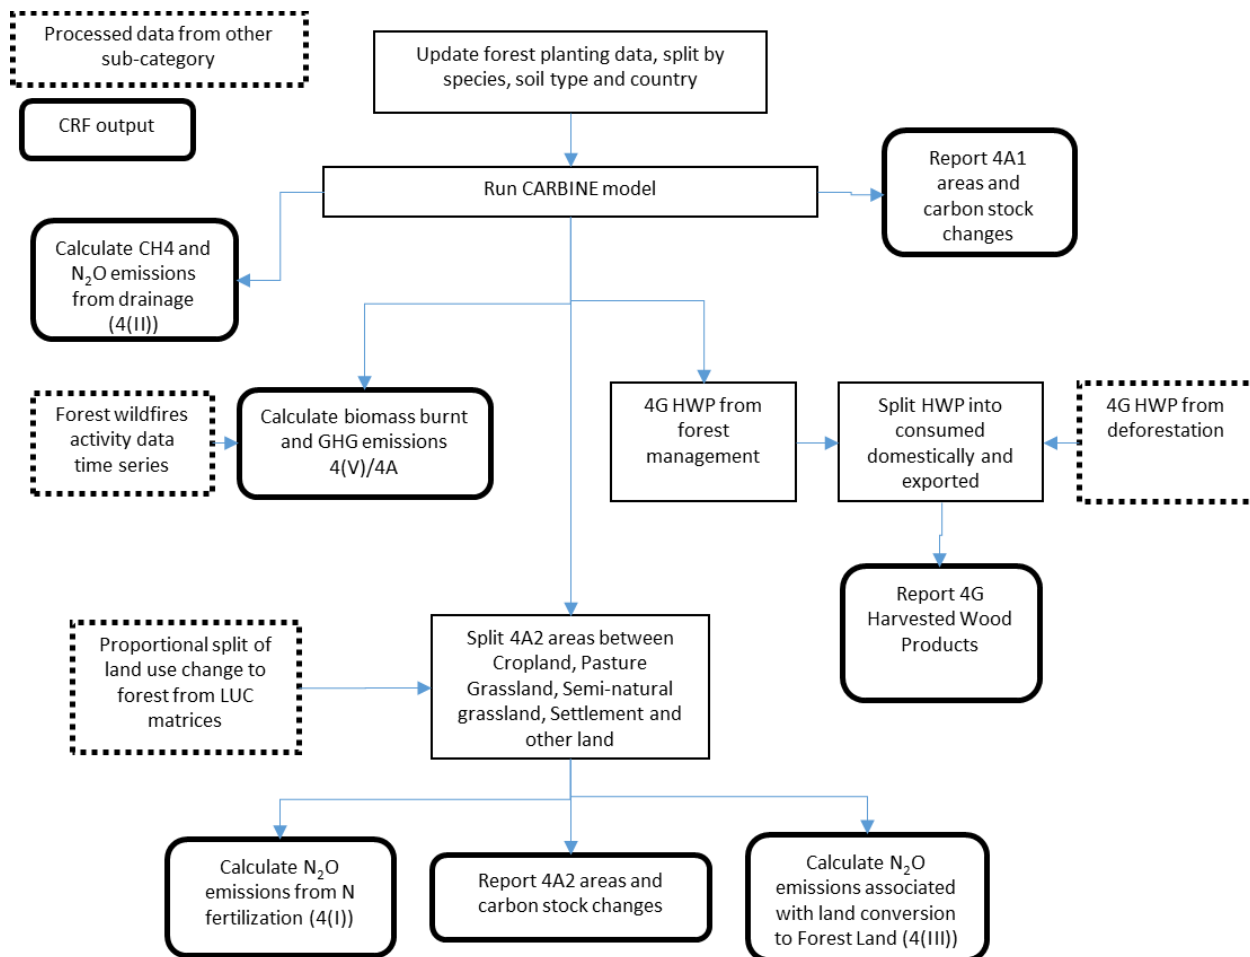 Processed data from other
sub-category
CRF output
Update forest planting data, split by
species, soil type and country
Run CARBINE model
Report 4A1
areas and
carbon stock
changes
Calculate CH4 and
N₂O emissions
from drainage
(4(II))
Forest wildfires
activity data
time series
Calculate biomass burnt
and GHG emissions
4(V)/4A
4G HWP from
forest
management
Split HWP into
consumed
domestically and
exported
4G HWP from
deforestation
Report 4G
Harvested Wood
Products
Proportional split of
land use change to
forest from LUC
matrices
Split 4A2 areas between
Cropland, Pasture
Grassland, Semi-natural
grassland, Settlement and
other land
Calculate N₂O
emissions from N
fertilization (4(I))
Report 4A2 areas and
carbon stock changes
Calculate N₂O
emissions associated
with land conversion
to Forest Land (4(III))